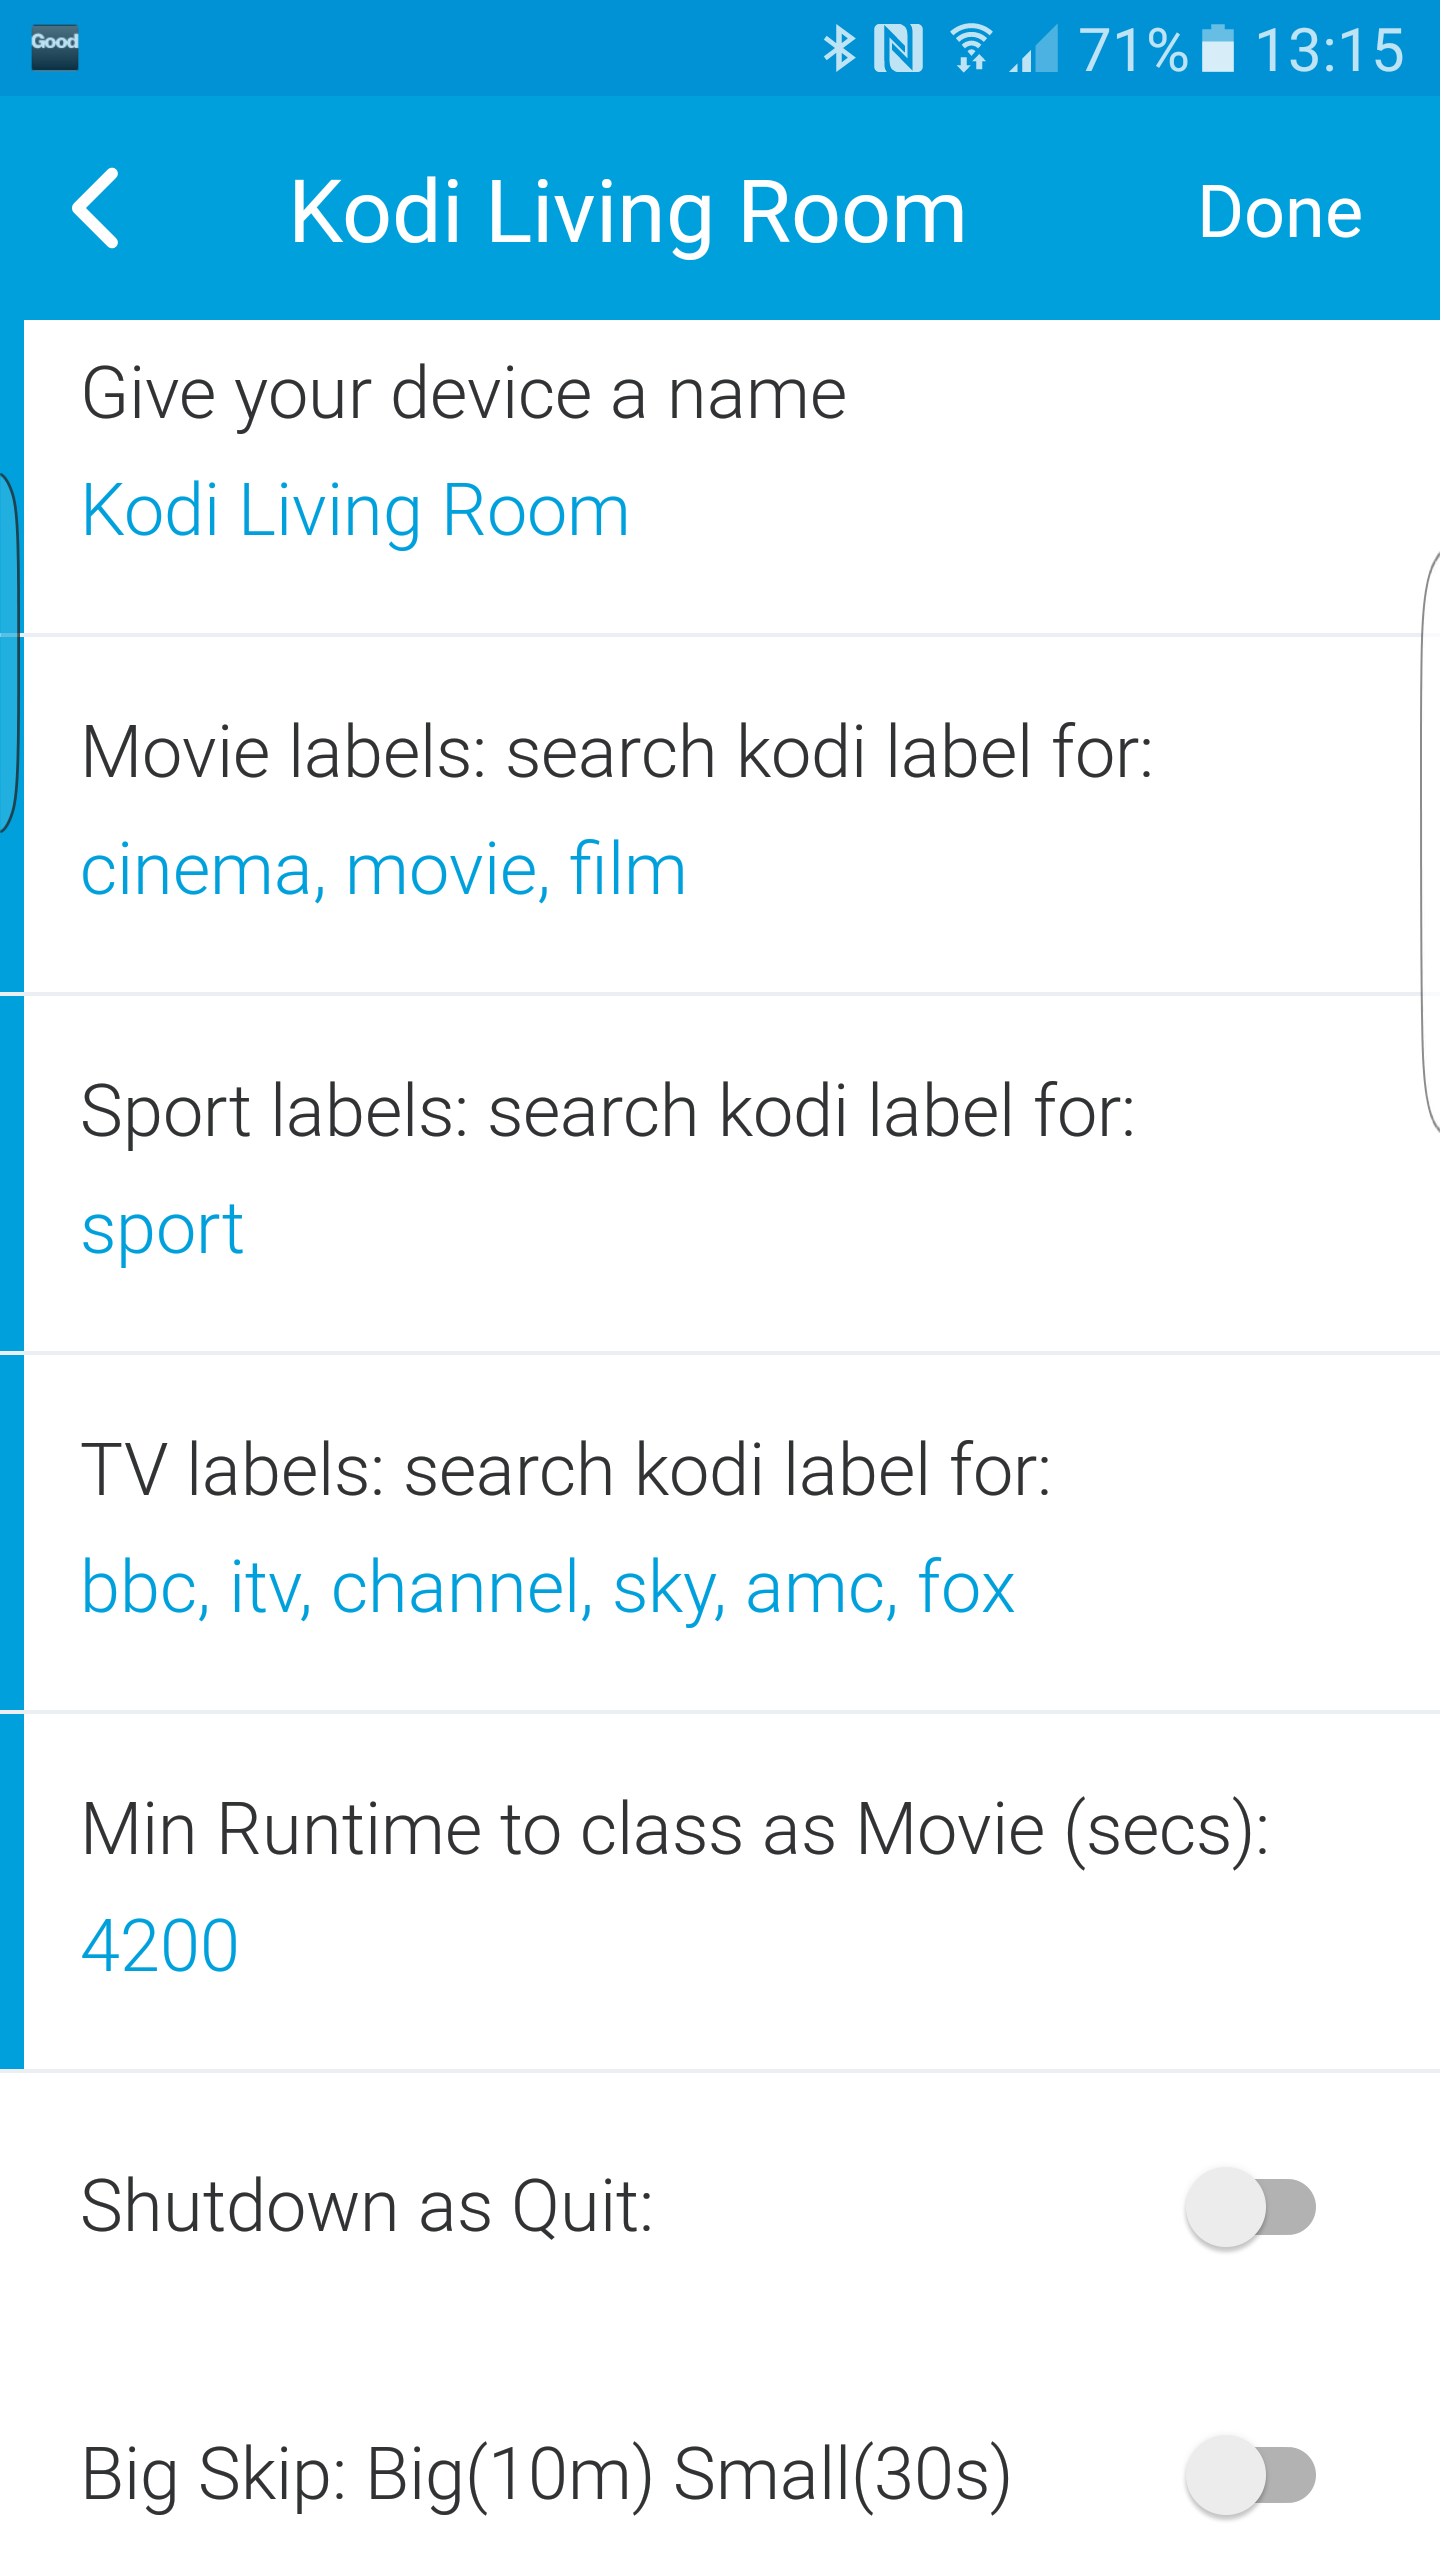 Good 71% 13:15
Kodi Living Room Done
Give your device a name
Kodi Living Room
Movie labels: search kodi label for:
cinema, movie, film
Sport labels: search kodi label for:
sport
TV labels: search kodi label for:
bbc, itv, channel, sky, amc, fox
Min Runtime to class as Movie (secs):
4200
Shutdown as Quit:
Big Skip: Big(10m) Small(30s)